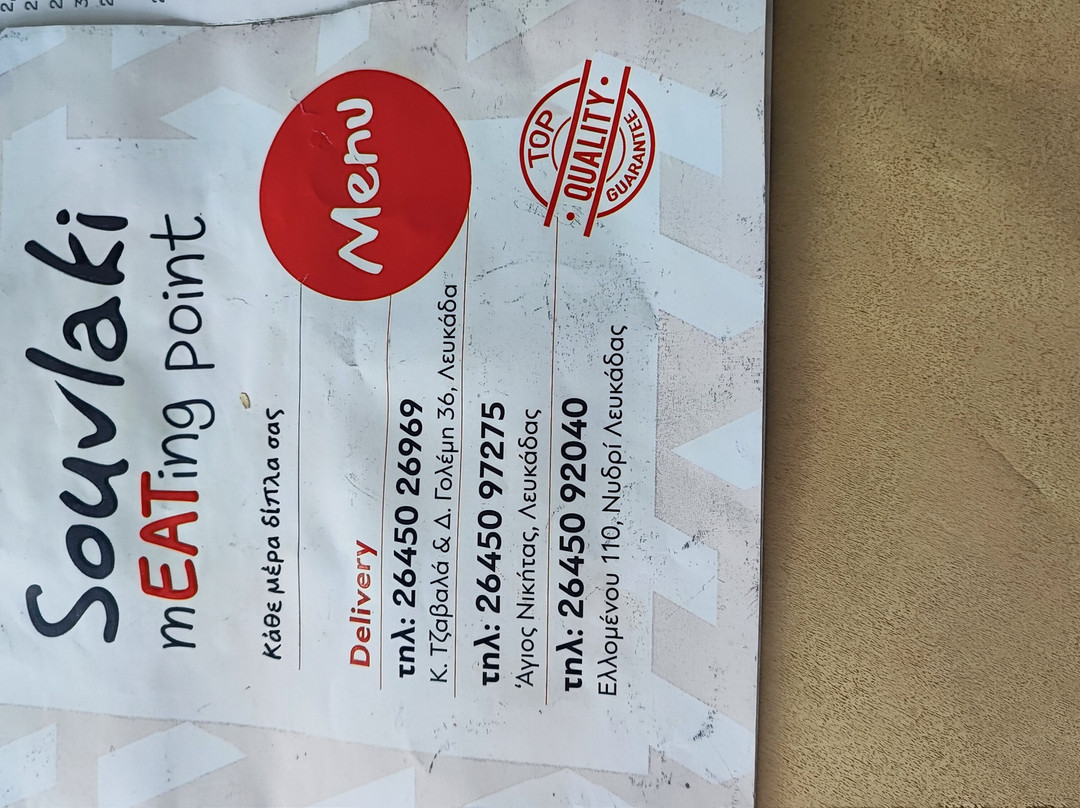 Souvlaki
mEATing point
Κάθε μέρα δίπλα σας
Menu
Delivery
τηλ: 26450 26969
Κ. Τζαβαλά & Δ. Γολέμη 36, Λευκάδα
τηλ: 26450 97275
Άγιος Νικήτας, Λευκάδας
τηλ: 26450 92040
Ελλομένου 110, Νυδρί Λευκάδας
TOP
QUALITY
GUARANTEE